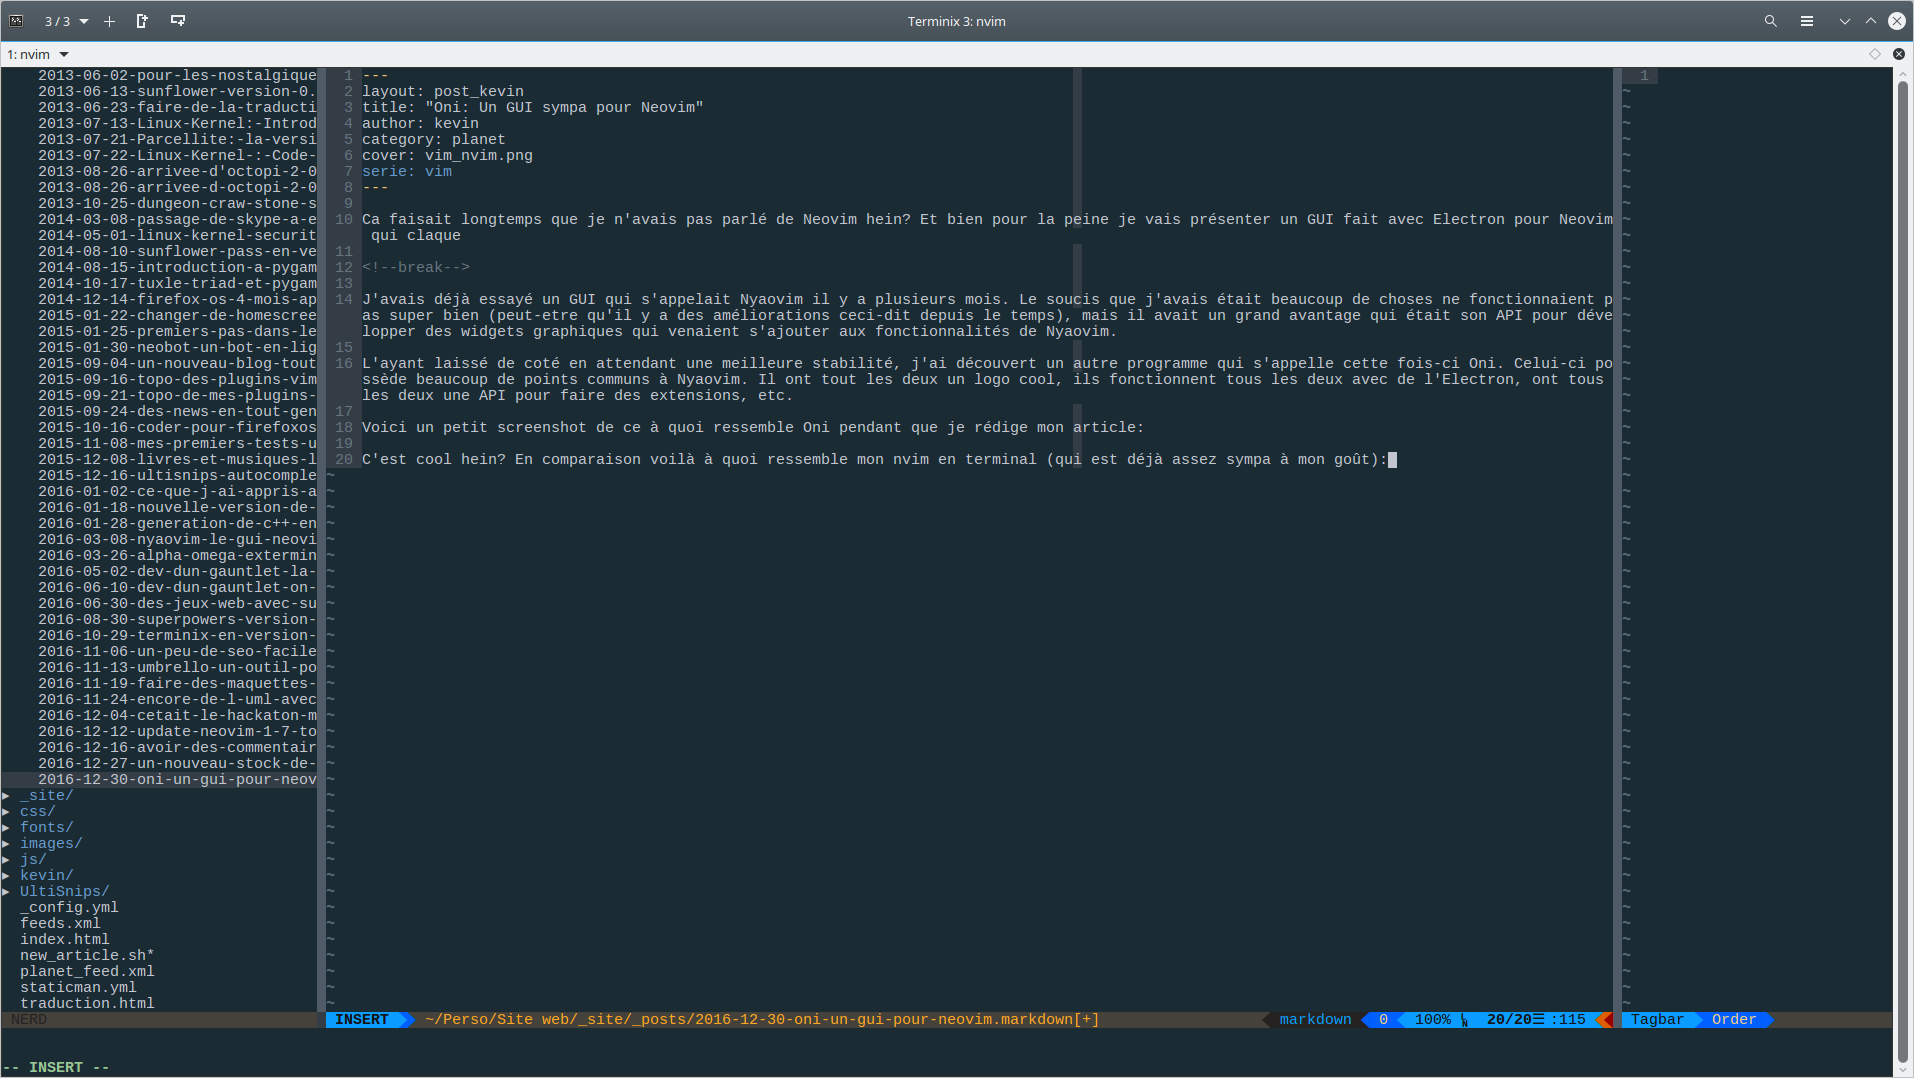 3 / 3
Terminix 3: nvim
1: nvim
2013-06-02-pour-les-nostalgique
2013-06-13-sunflower-version-0.
2013-06-23-faire-de-la-traducti
2013-07-13-Linux-Kernel:-Introd
2013-07-21-Parcellite:-la-versi
2013-07-22-Linux-Kernel-:-Code-
2013-08-26-arrivee-d'octopi-2-0
2013-08-26-arrivee-d-octopi-2-0
2013-10-25-dungeon-craw-stone-s
2014-03-08-passage-de-skype-a-e
2014-05-01-linux-kernel-securit
2014-08-10-sunflower-pass-en-ve
2014-08-15-introduction-a-pygam
2014-10-17-tuxle-triad-et-pygam
2014-12-14-firefox-os-4-mois-ap
2015-01-22-changer-de-homescree
2015-01-25-premiers-pas-dans-le
2015-01-30-neobot-un-bot-en-lig
2015-09-04-un-nouveau-blog-tout
2015-09-16-topo-des-plugins-vim
2015-09-21-topo-de-mes-plugins-
2015-09-24-des-news-en-tout-gen
2015-10-16-coder-pour-firefoxos
2015-11-08-mes-premiers-tests-u
2015-12-08-livres-et-musiques-l
2015-12-16-ultisnips-autocomple
2016-01-02-ce-que-j-ai-appris-a
2016-01-18-nouvelle-version-de-
2016-01-28-generation-de-c++-en
2016-03-08-nyaovim-le-gui-neovi
2016-03-26-alpha-omega-extermin
2016-05-02-dev-dun-gauntlet-la-
2016-06-10-dev-dun-gauntlet-on-
2016-06-30-des-jeux-web-avec-su
2016-08-30-superpowers-version-
2016-10-29-terminix-en-version-
2016-11-06-un-peu-de-seo-facile
2016-11-13-umbrello-un-outil-po
2016-11-19-faire-des-maquettes-
2016-11-24-encore-de-l-uml-avec
2016-12-04-cetait-le-hackaton-m
2016-12-12-update-neovim-1-7-to
2016-12-16-avoir-des-commentair
2016-12-27-un-nouveau-stock-de-
2016-12-30-oni-un-gui-pour-neov
▸ _site/
▸ css/
▸ fonts/
▸ images/
▸ js/
▸ kevin/
▸ UltiSnips/
_config.yml
feeds.xml
index.html
new_article.sh*
planet_feed.xml
staticman.yml
traduction.html
NERD
1 ---
2 layout: post_kevin
3 title: "Oni: Un GUI sympa pour Neovim"
4 author: kevin
5 category: planet
6 cover: vim_nvim.png
7 serie: vim
8 ---
9
10 Ca faisait longtemps que je n'avais pas parlé de Neovim hein? Et bien pour la peine je vais présenter un GUI fait avec Electron pour Neovim
qui claque
11
12 <!--break-->
13
14 J'avais déjà essayé un GUI qui s'appelait Nyaovim il y a plusieurs mois. Le soucis que j'avais était beaucoup de choses ne fonctionnaient p
as super bien (peut-etre qu'il y a des améliorations ceci-dit depuis le temps), mais il avait un grand avantage qui était son API pour déve
lopper des widgets graphiques qui venaient s'ajouter aux fonctionnalités de Nyaovim.
15
16 L'ayant laissé de coté en attendant une meilleure stabilité, j'ai découvert un autre programme qui s'appelle cette fois-ci Oni. Celui-ci po
ssède beaucoup de points communs à Nyaovim. Il ont tout les deux un logo cool, ils fonctionnent tous les deux avec de l'Electron, ont tous
les deux une API pour faire des extensions, etc.
17
18 Voici un petit screenshot de ce à quoi ressemble Oni pendant que je rédige mon article:
19
20 C'est cool hein? En comparaison voilà à quoi ressemble mon nvim en terminal (qui est déjà assez sympa à mon goût):
1
INSERT ~/Perso/Site web/_site/_posts/2016-12-30-oni-un-gui-pour-neovim.markdown[+] markdown 0 100% 20/20☰ :115
Tagbar Order
-- INSERT --